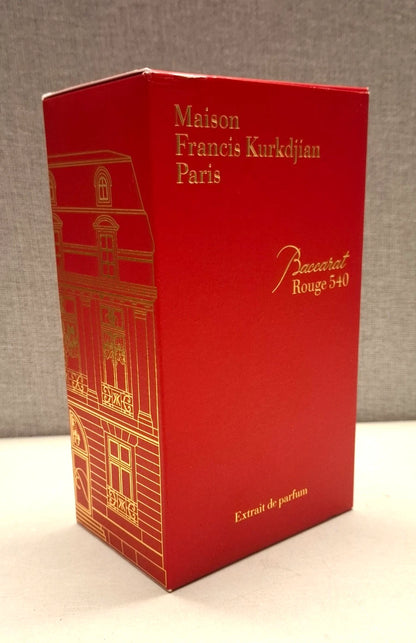 Maison
Francis Kurkdjian
Paris
Baccarat
Rouge 540
Extrait de parfum